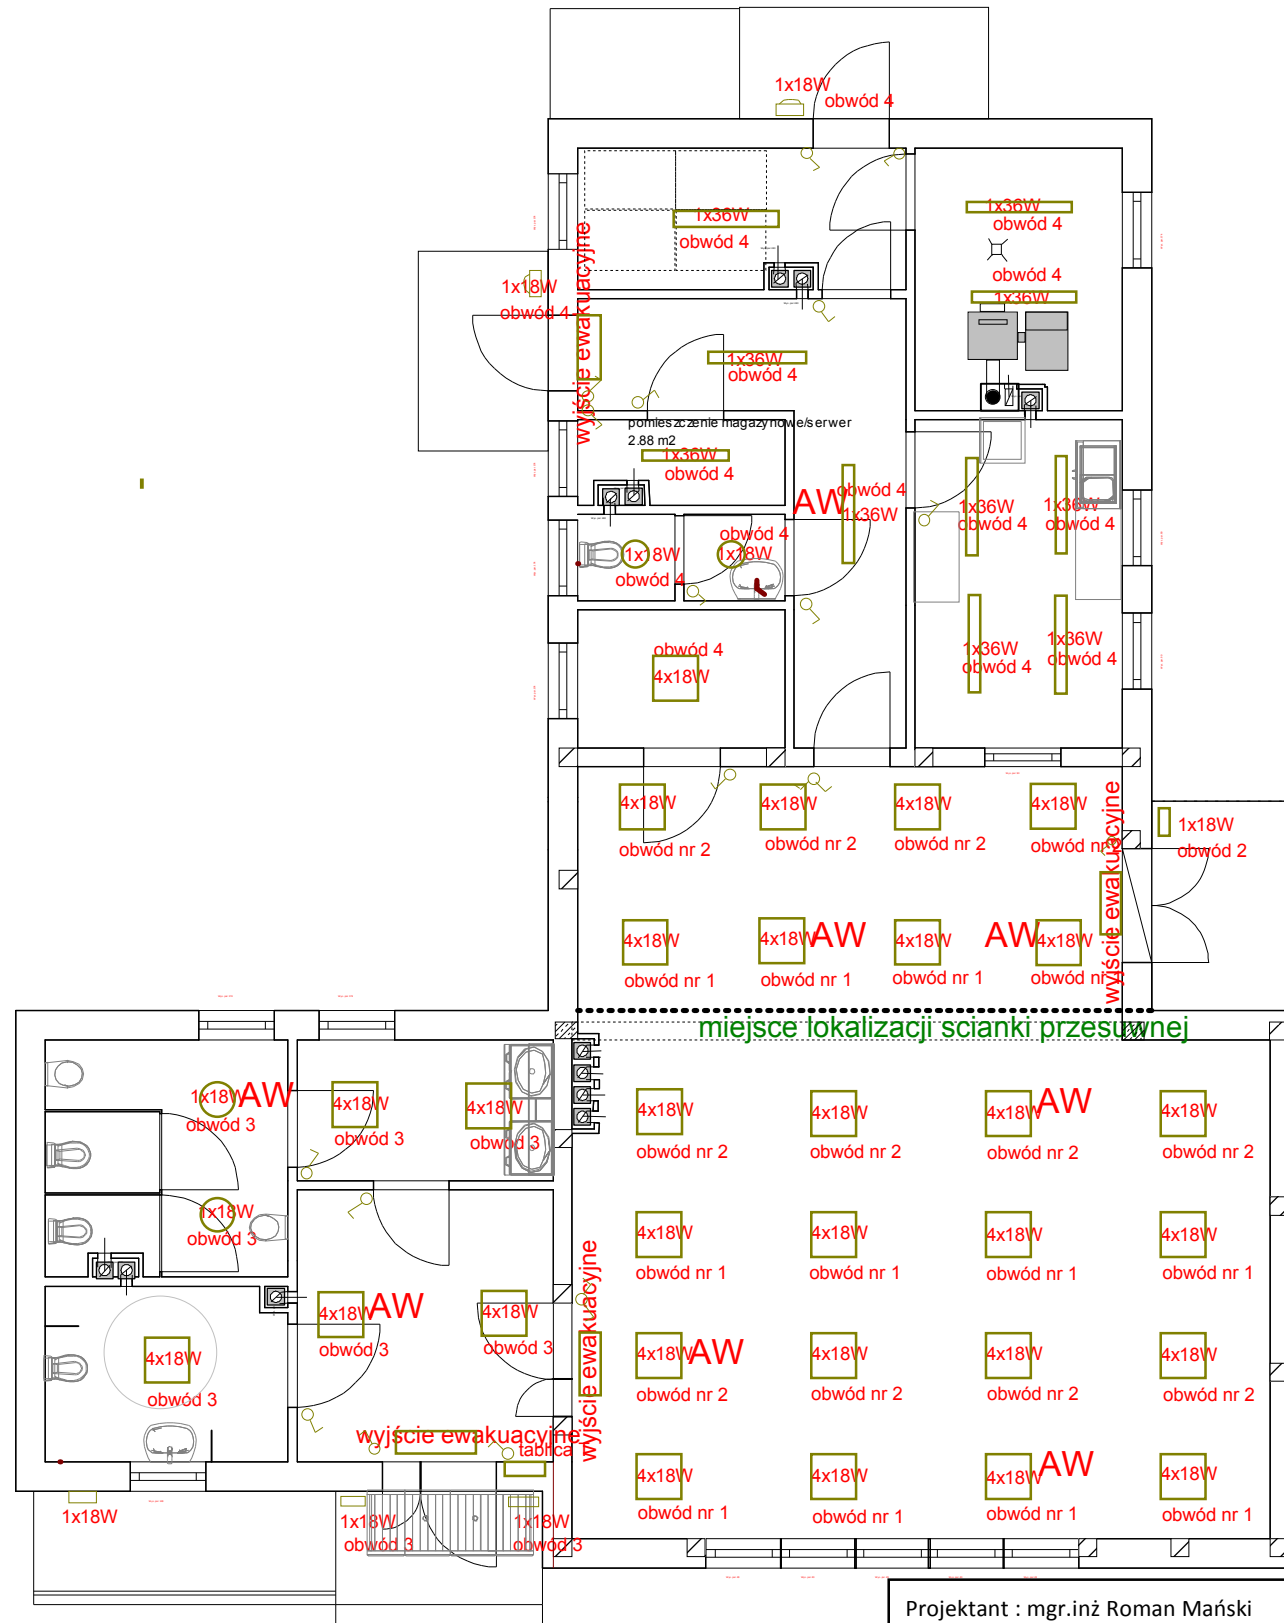 1x18W
obwód 4
1x36W
obwód 4
1x36W
obwód 4
obwód 4
1x36W
wyjście ewakuacyjne
1x18W
obwód 4
1x36W
obwód 4
pomieszczenie magazynowe/serwer
2.88 m2
1x36W
obwód 4
AW
obwód 4
1x36W
1x36W
obwód 4
1x36W
obwód 4
obwód 4
1x18W
1x18W
obwód 4
1x36W
obwód 4
1x36W
obwód 4
obwód 4
4x18W
4x18W
4x18W
4x18W
4x18W
obwód nr 2
obwód nr 2
obwód nr 2
obwód nr
wyjście ewakuacyjne
1x18W
obwód 2
4x18W
4x18W
AW
4x18W
AW
4x18W
obwód nr 1
obwód nr 1
obwód nr 1
obwód nr
miejsce lokalizacji scianki przesuwnej
1x18W
AW
obwód 3
4x18W
obwód 3
4x18W
obwód 3
4x18W
4x18W
4x18W
AW
4x18W
obwód nr 2
obwód nr 2
obwód nr 2
obwód nr 2
1x18W
obwód 3
4x18W
4x18W
4x18W
4x18W
obwód nr 1
obwód nr 1
obwód nr 1
obwód nr 1
4x18W
AW
obwód 3
4x18W
obwód 3
wyjście ewakuacyjne
4x18W
obwód 3
4x18W
AW
4x18W
4x18W
4x18W
obwód nr 2
obwód nr 2
obwód nr 2
obwód nr 2
wyjście ewakuacyjne
tablica
4x18W
4x18W
4x18W
AW
4x18W
obwód nr 1
obwód nr 1
obwód nr 1
obwód nr 1
1x18W
1x18W
obwód 3
1x18W
obwód 3
Projektant : mgr.inż Roman Mański